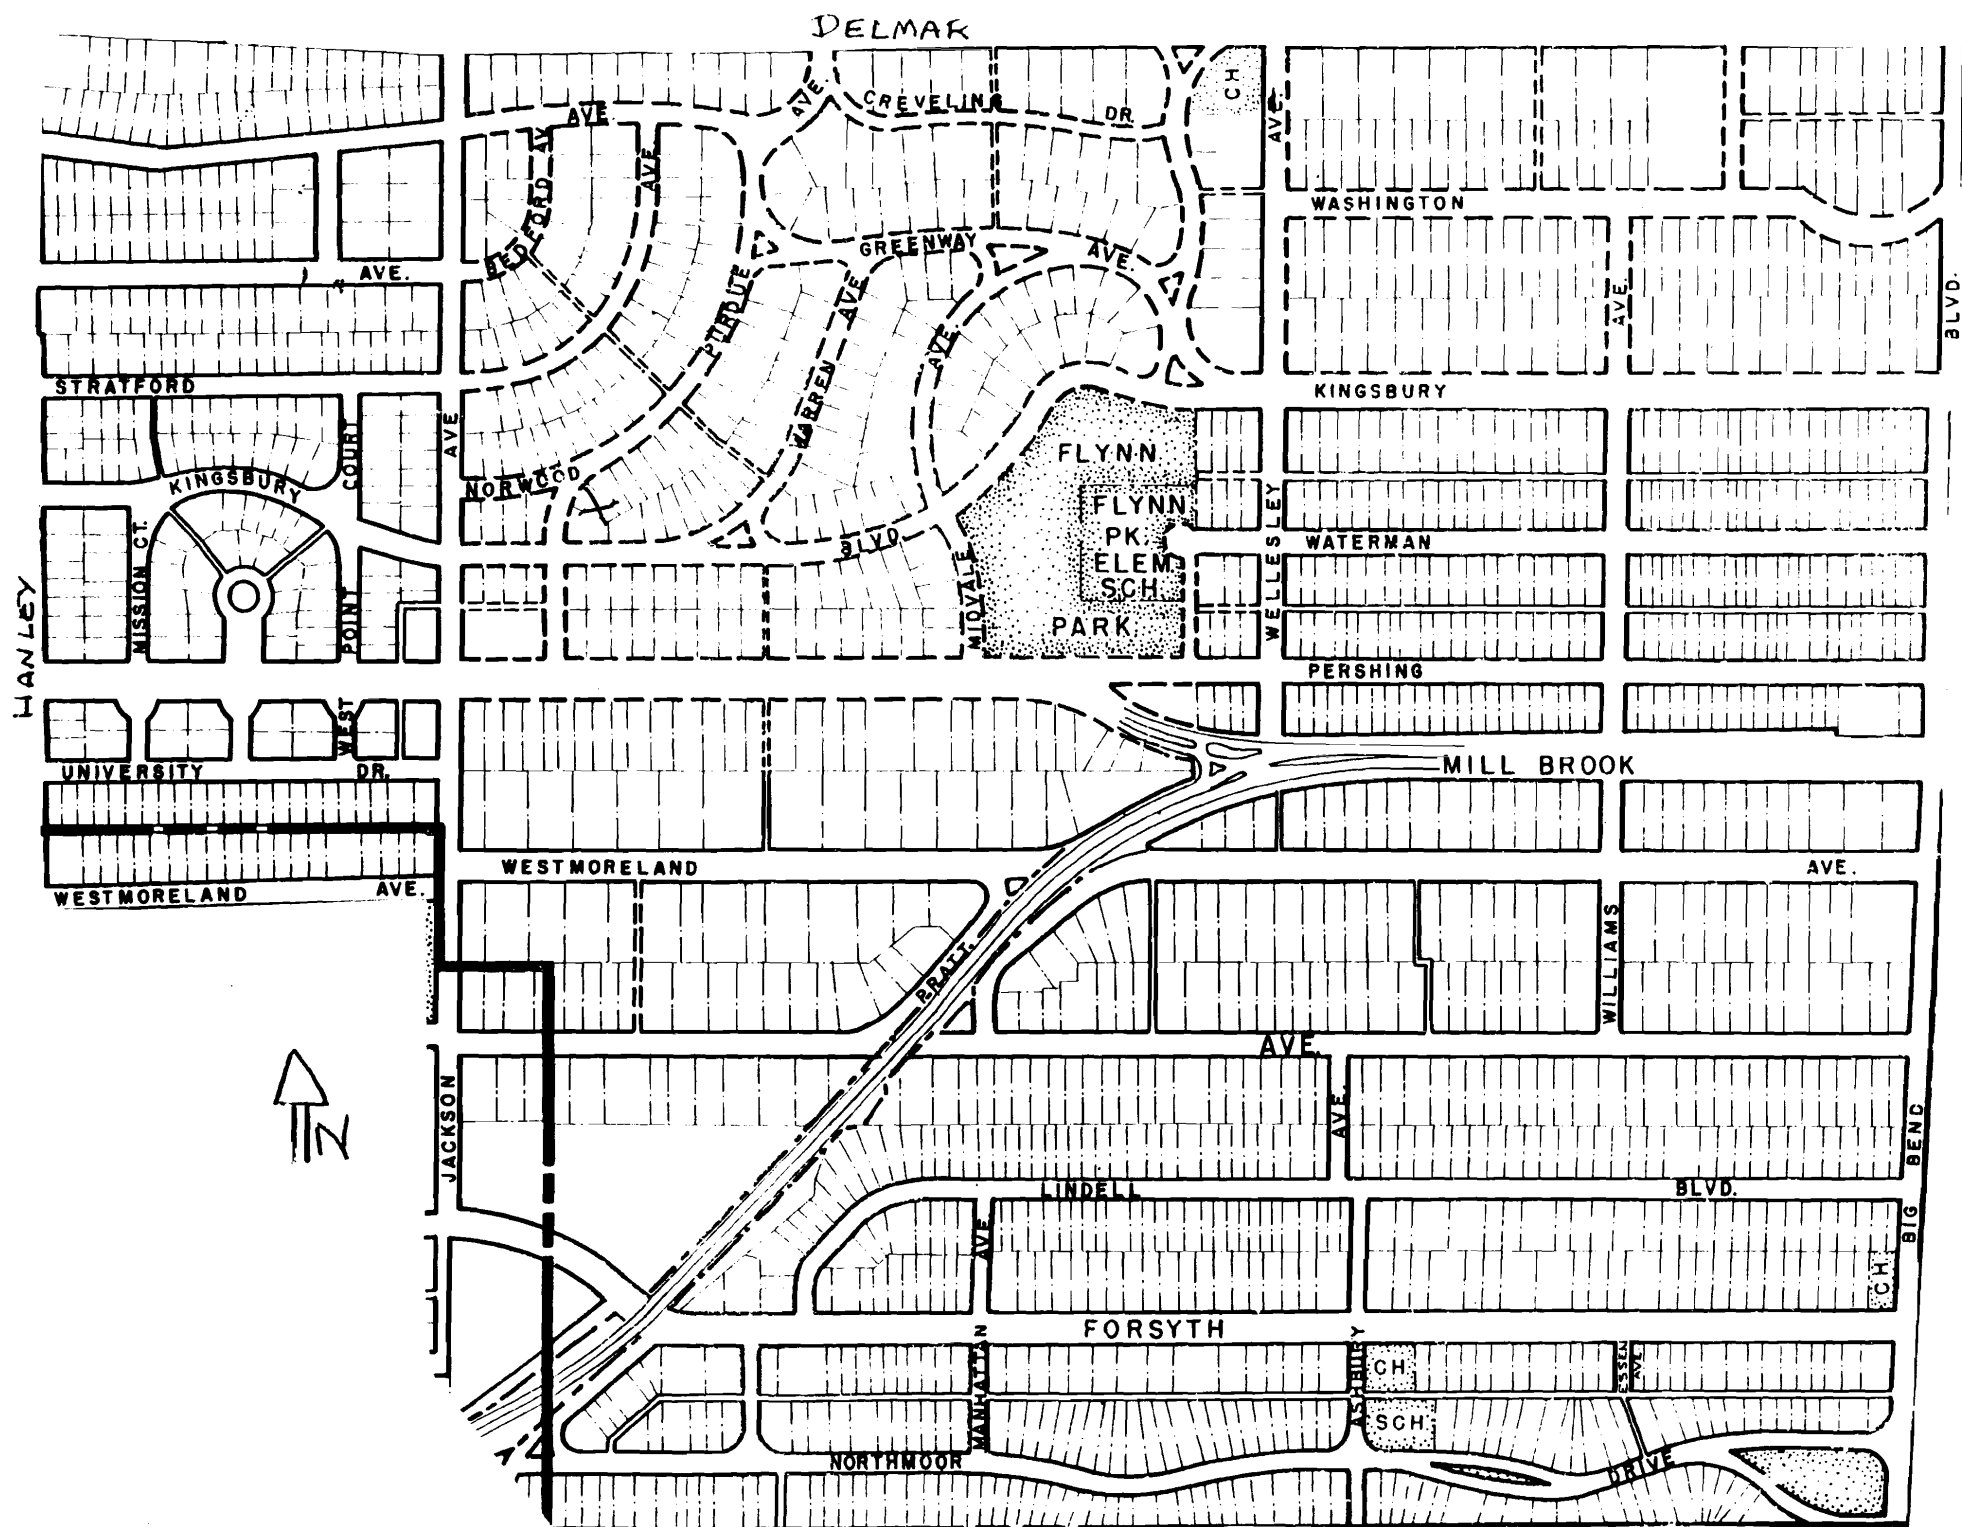 DELMAR
CREVELING
DR.
AVE
AVE.
CH
AVE.
BEDFORD AV
AVE
WASHINGTON
GREENWAY
AVE.
AVE.
PURDUE
AVE
AVE.
BLVD.
AVE.
WARREN
STRATFORD
KINGSBURY
AVE
COURT
FLYNN
KINGSBURY
NORWOOD
FLYNN
PK.
ELEM.
SCH.
PARK
WELLESLEY
WATERMAN
BLVD
MIDVALE
MISSION CT.
POINT
HANLEY
PERSHING
WEST
UNIVERSITY
DR.
MILL BROOK
WESTMORELAND
AVE.
WESTMORELAND
AVE.
WILLIAMS
PRATT.
AVE.
N
JACKSON
AVE.
BEND
LINDELL
BLVD.
BIG
AVE
CH.
FORSYTH
MANHATTAN
ASHBURY
CH
ESSEN
AVE
SCH
NORTHMOOR
DRIVE